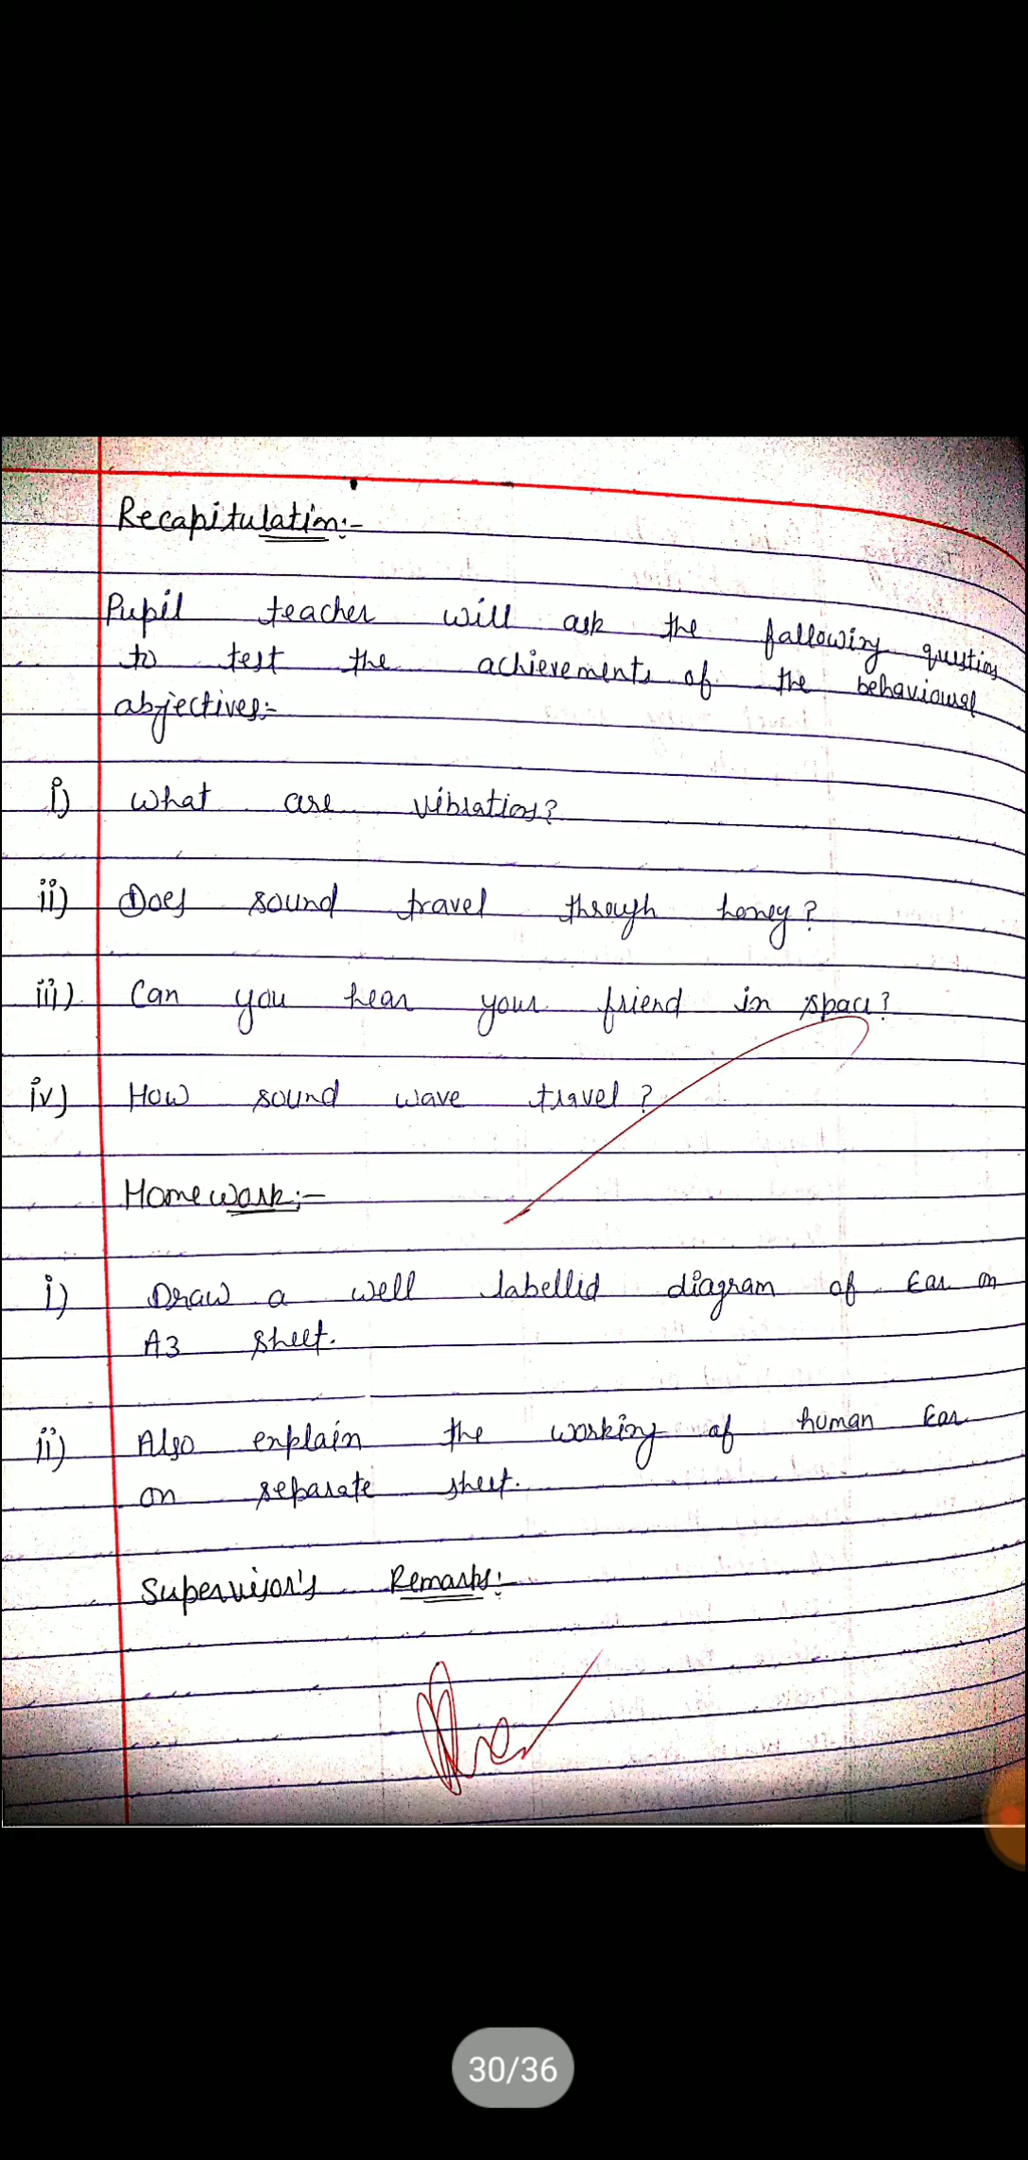 Recapitulation:-
Pupil teacher will ask the following questions
to test the achievements of the behavioural
objectives:-
i) What are vibrations?
ii) Does sound travel through honey?
iii) Can you hear your friend in space?
iv) How sound wave travel?
Homework:-
i) Draw a well labelled diagram of Ear on
A3 sheet.
ii) Also explain the working of human Ear
on separate sheet.
Supervisor's Remarks:-
30/36